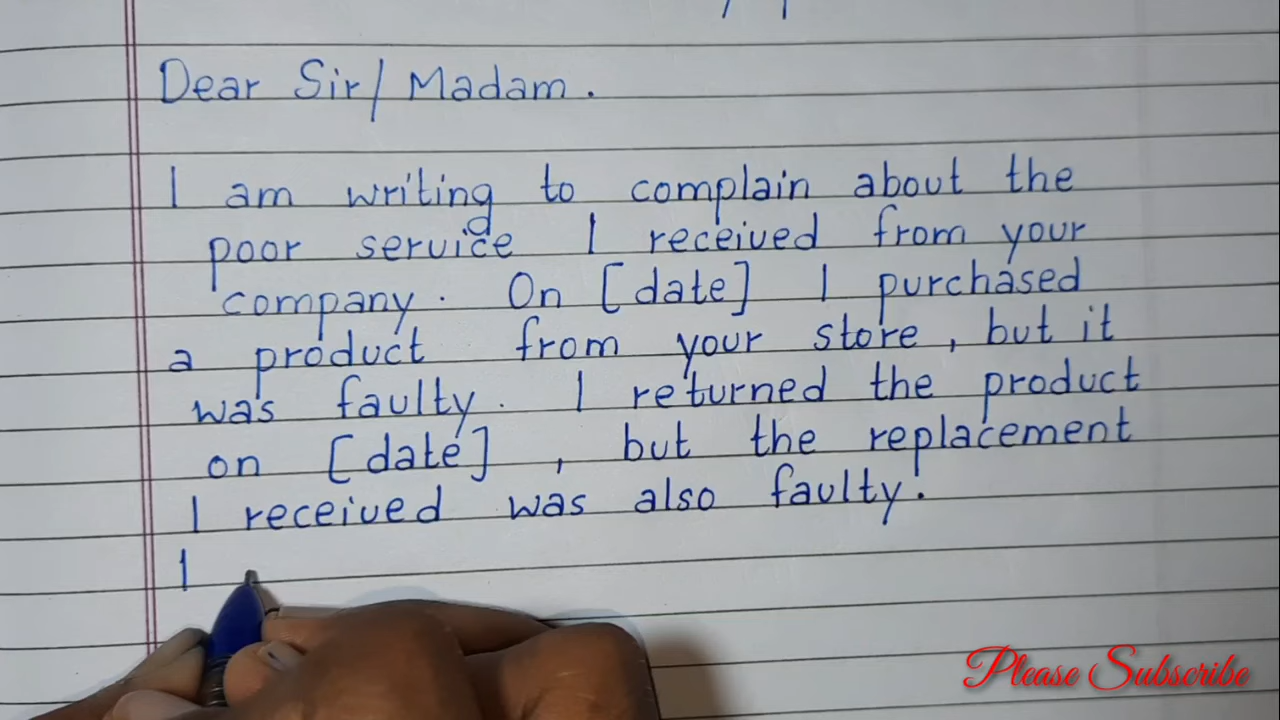 Dear Sir/ Madam.
I am writing to complain about the
poor service I received from your
company. On [date] I purchased
a product from your store, but it
was faulty. I returned the product
on [date], but the replacement
I received was also faulty.
I
Please Subscribe